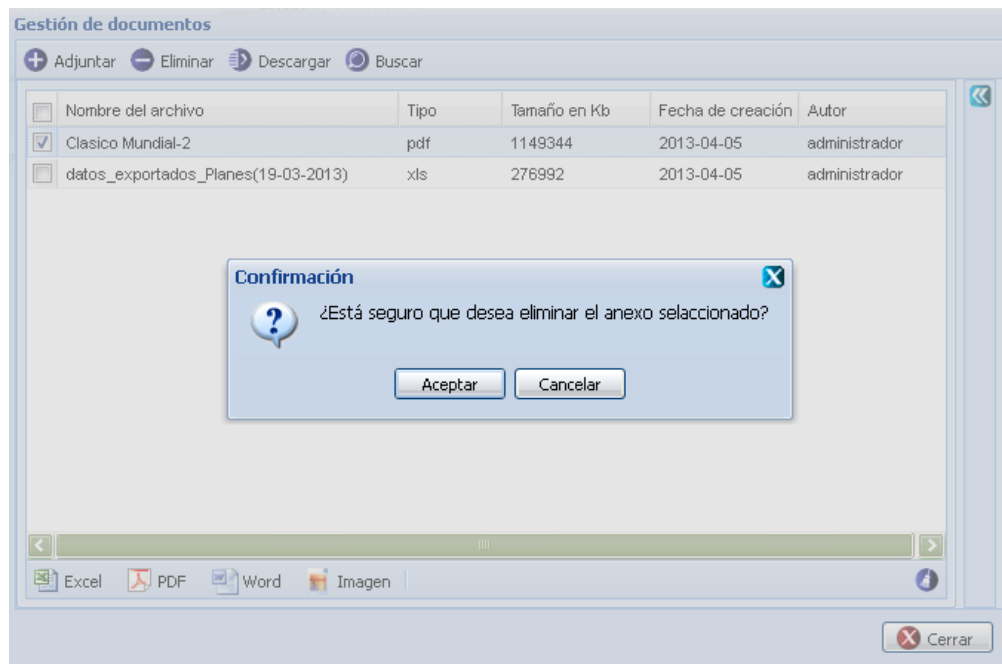 Gestión de documentos
Adjuntar Eliminar Descargar Buscar
Nombre del archivo Tipo Tamaño en Kb Fecha de creación Autor
Clasico Mundial-2 pdf 1149344 2013-04-05 administrador
datos_exportados_Planes(19-03-2013) xls 276992 2013-04-05 administrador
Confirmación
¿Está seguro que desea eliminar el anexo selaccionado?
Aceptar Cancelar
Excel PDF Word Imagen
Cerrar